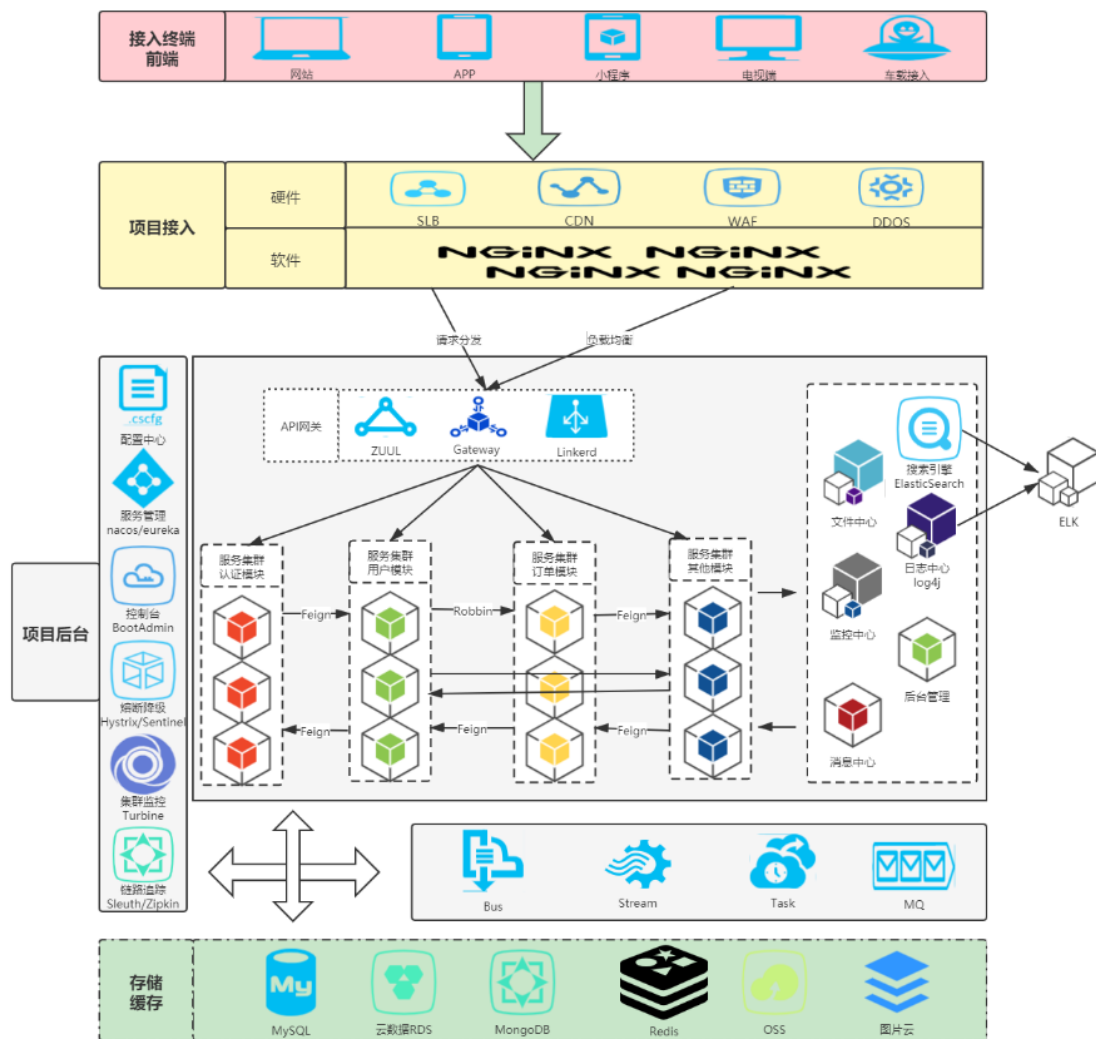 接入终端
前端
网站
APP
小程序
电视端
车载接入
项目接入
硬件
SLB
CDN
WAF
DDOS
软件
NGiNX NGiNX
NGiNX NGiNX
请求分发
负载均衡
项目后台
.cscfg
配置中心
服务管理
nacos/eureka
控制台
BootAdmin
熔断降级
Hystrix/Sentinel
集群监控
Turbine
链路追踪
Sleuth/Zipkin
API网关
ZUUL
Gateway
Linkerd
服务集群
认证模块
服务集群
用户模块
服务集群
订单模块
服务集群
其他模块
Feign
Robbin
Feign
Feign
Feign
Feign
搜索引擎
ElasticSearch
文件中心
日志中心
log4j
监控中心
后台管理
消息中心
ELK
Bus
Stream
Task
MQ
存储
缓存
My
MySQL
云数据RDS
MongoDB
Redis
OSS
图片云